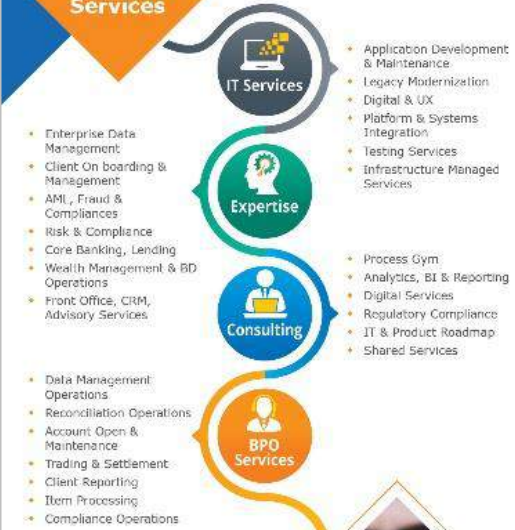 Services
IT Services
Application Development
& Maintenance
Legacy Modernization
Digital & UX
Platform & Systems
Integration
Testing Services
Infrastructure Managed
Services
Enterprise Data
Management
Client On boarding &
Management
AML, Fraud &
Compliances
Risk & Compliance
Core Banking, Lending
Wealth Management & BD
Operations
Front Office, CRM,
Advisory Services
Expertise
Process Gym
Analytics, BI & Reporting
Digital Services
Regulatory Compliance
IT & Product Roadmap
Shared Services
Consulting
Data Management
Operations
Reconciliation Operations
Account Open &
Maintenance
Trading & Settlement
Client Reporting
Item Processing
Compliance Operations
BPO
Services